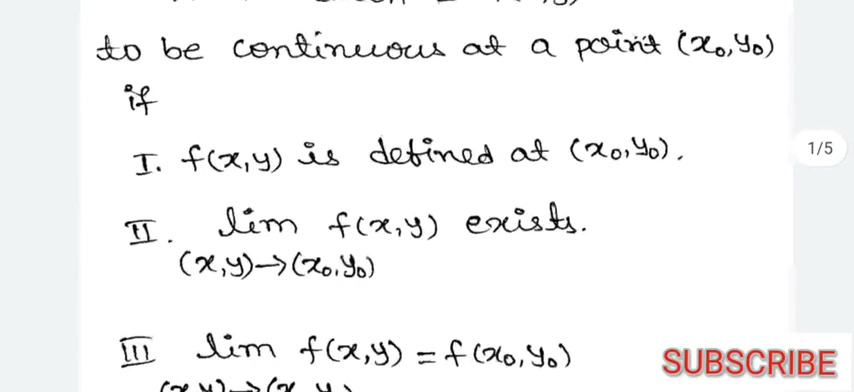 to be continuous at a point (x₀,y₀)
if
I. f(x,y) is defined at (x₀,y₀).
1/5
II. lim f(x,y) exists.
(x,y)→(x₀,y₀)
III lim f(x,y) = f(x₀,y₀)
SUBSCRIBE